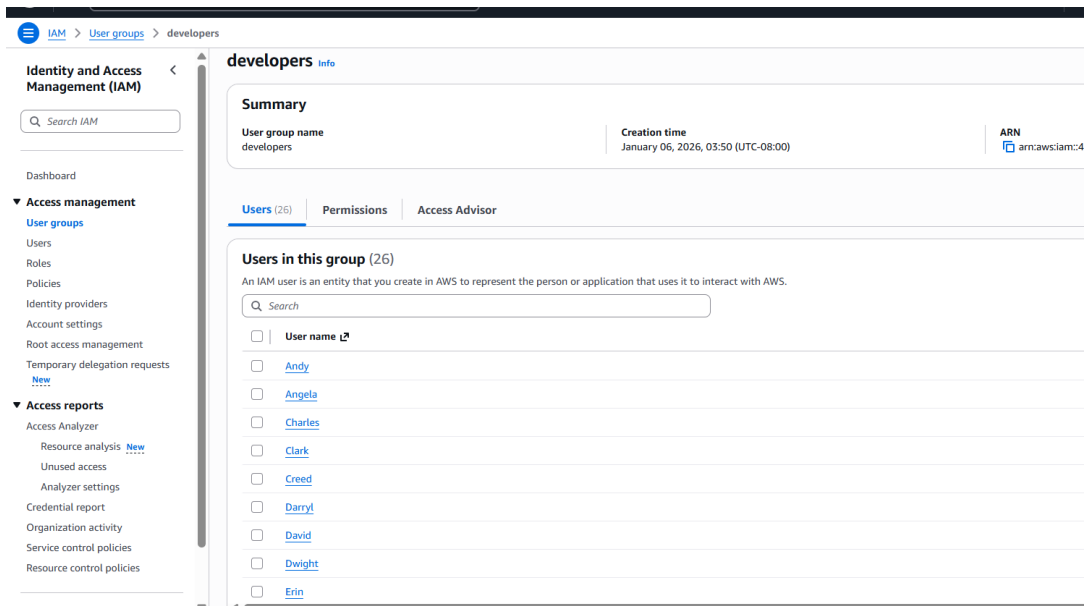 IAM > User groups > developers
Identity and Access
Management (IAM)
Search IAM
Dashboard
Access management
User groups
Users
Roles
Policies
Identity providers
Account settings
Root access management
Temporary delegation requests
New
Access reports
Access Analyzer
Resource analysis New
Unused access
Analyzer settings
Credential report
Organization activity
Service control policies
Resource control policies
developers Info
Summary
User group name
developers
Creation time
January 06, 2026, 03:50 (UTC-08:00)
ARN
arn:aws:iam::4
Users (26)
Permissions
Access Advisor
Users in this group (26)
An IAM user is an entity that you create in AWS to represent the person or application that uses it to interact with AWS.
Search
User name
Andy
Angela
Charles
Clark
Creed
Darryl
David
Dwight
Erin